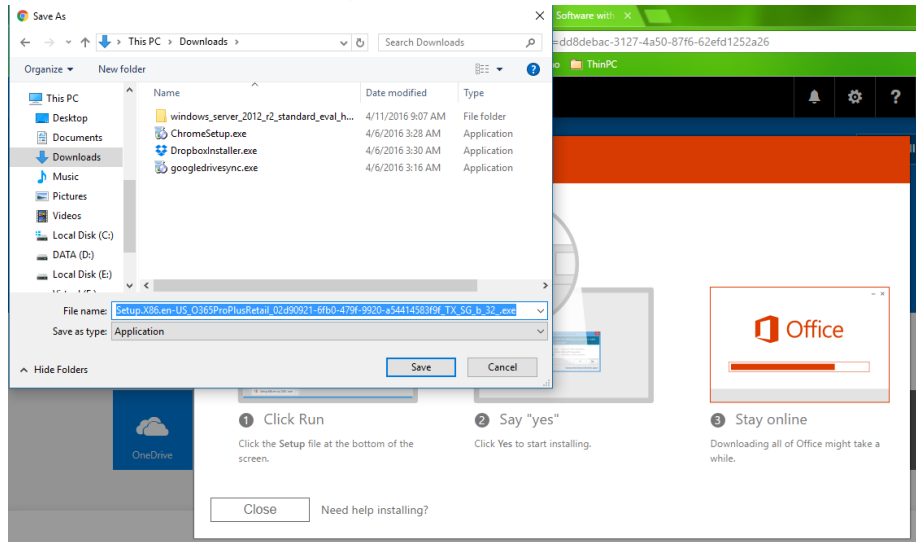 Save As
Software with
This PC > Downloads >
Search Downloads
=dd8debac-3127-4a50-87f6-62efd1252a26
Organize
New folder
ThinPC
This PC
Desktop
Documents
Downloads
Music
Pictures
Videos
Local Disk (C:)
DATA (D:)
Local Disk (E:)
Name Date modified Type
windows_server_2012_r2_standard_eval_h... 4/11/2016 9:07 AM File folder
ChromeSetup.exe 4/6/2016 3:28 AM Application
DropboxInstaller.exe 4/6/2016 3:30 AM Application
googledrivesync.exe 4/6/2016 3:16 AM Application
File name: Setup.X86.en-US_O365ProPlusRetail_02d90921-6fb0-479f-9920-a54414583f9f_TX_SG_b_32_.exe
Save as type: Application
Hide Folders
Save
Cancel
Office
OneDrive
1 Click Run
Click the Setup file at the bottom of the
screen.
2 Say "yes"
Click Yes to start installing.
3 Stay online
Downloading all of Office might take a
while.
Close
Need help installing?